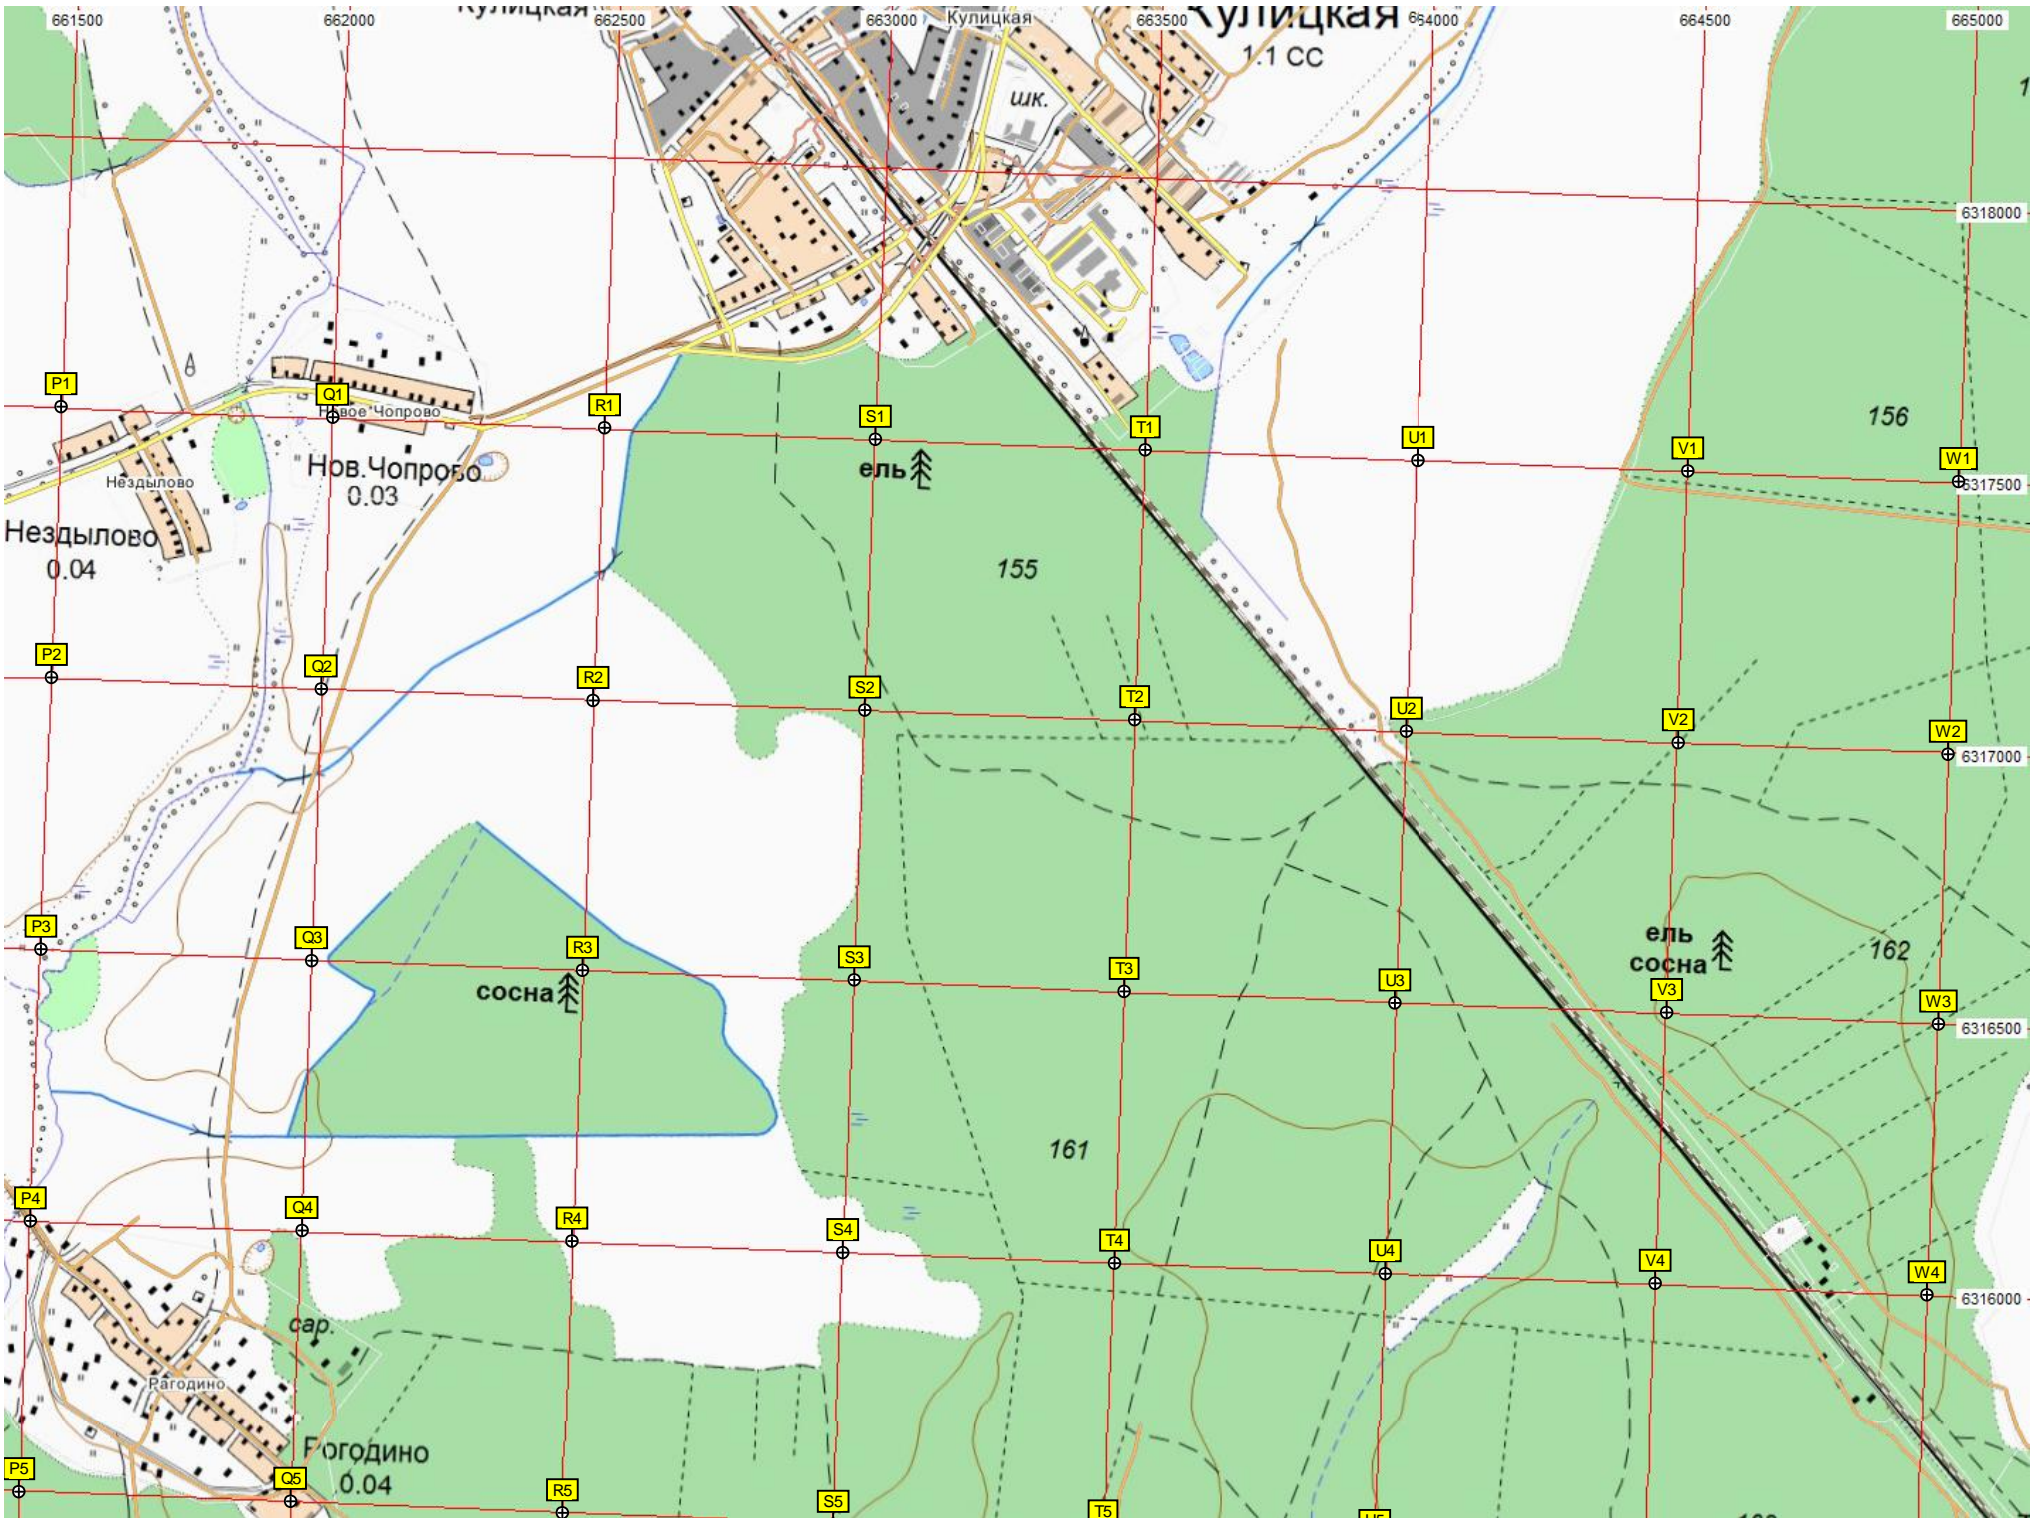 661500 662000 662500 663000 663500 664000 664500 665000
Кулицкая
Кулицкая
Кулицкая
1.1 СС
шк.
6318000
P1 Q1 R1 S1 T1 U1 V1 W1
156
Новое Чопрово
ель
6317500
Нездылово
Нов.Чопрово
0.03
Нездылово
0.04
155
P2 Q2 R2 S2 T2 U2 V2 W2
6317000
P3 Q3 R3 S3 T3 U3 V3 W3
ель
сосна
162
сосна
6316500
161
P4 Q4 R4 S4 T4 U4 V4 W4
6316000
сар.
Рагодино
Рогодино
0.04
P5 Q5 R5 S5 T5 U5